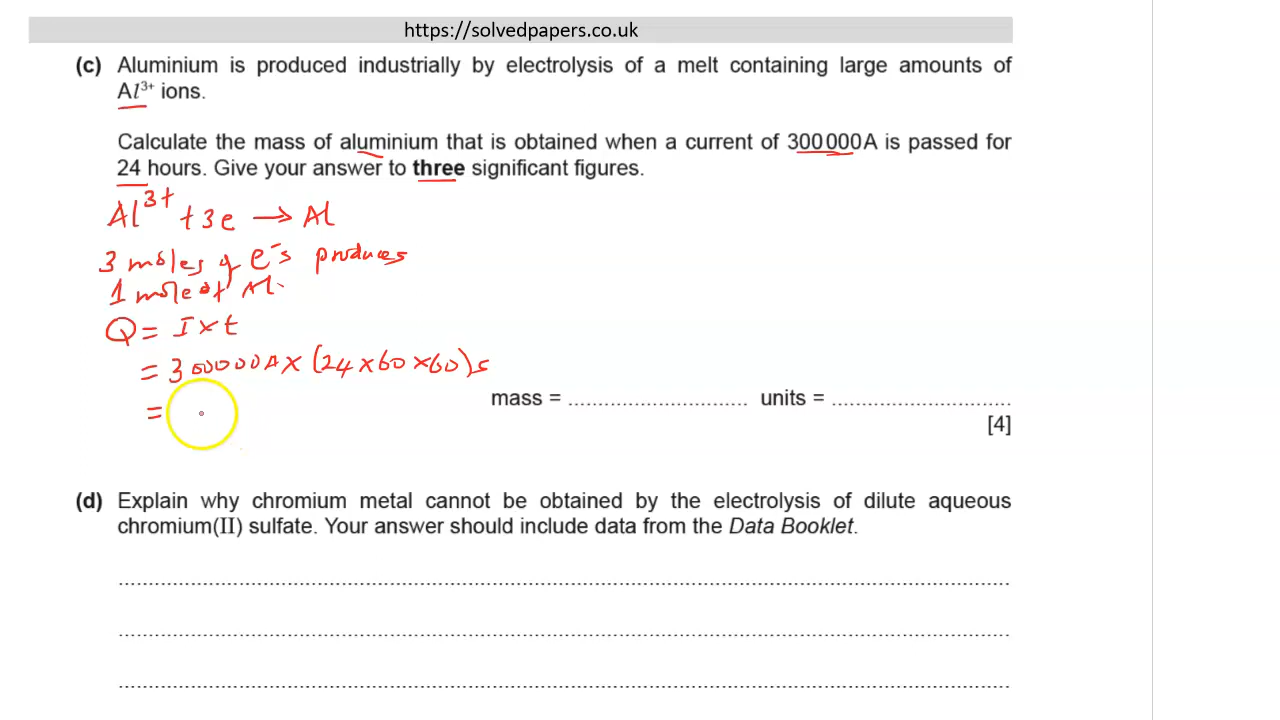 https://solvedpapers.co.uk
(c) Aluminium is produced industrially by electrolysis of a melt containing large amounts of
Al³⁺ ions.
Calculate the mass of aluminium that is obtained when a current of 300 000A is passed for
24 hours. Give your answer to three significant figures.
Al³⁺ + 3e → Al
3 moles of e⁻s produces
1 mole of Al.
Q = I × t
= 300000A × (24 × 60 × 60)s
=
mass = .............................. units = ..............................
[4]
(d) Explain why chromium metal cannot be obtained by the electrolysis of dilute aqueous
chromium(II) sulfate. Your answer should include data from the Data Booklet.